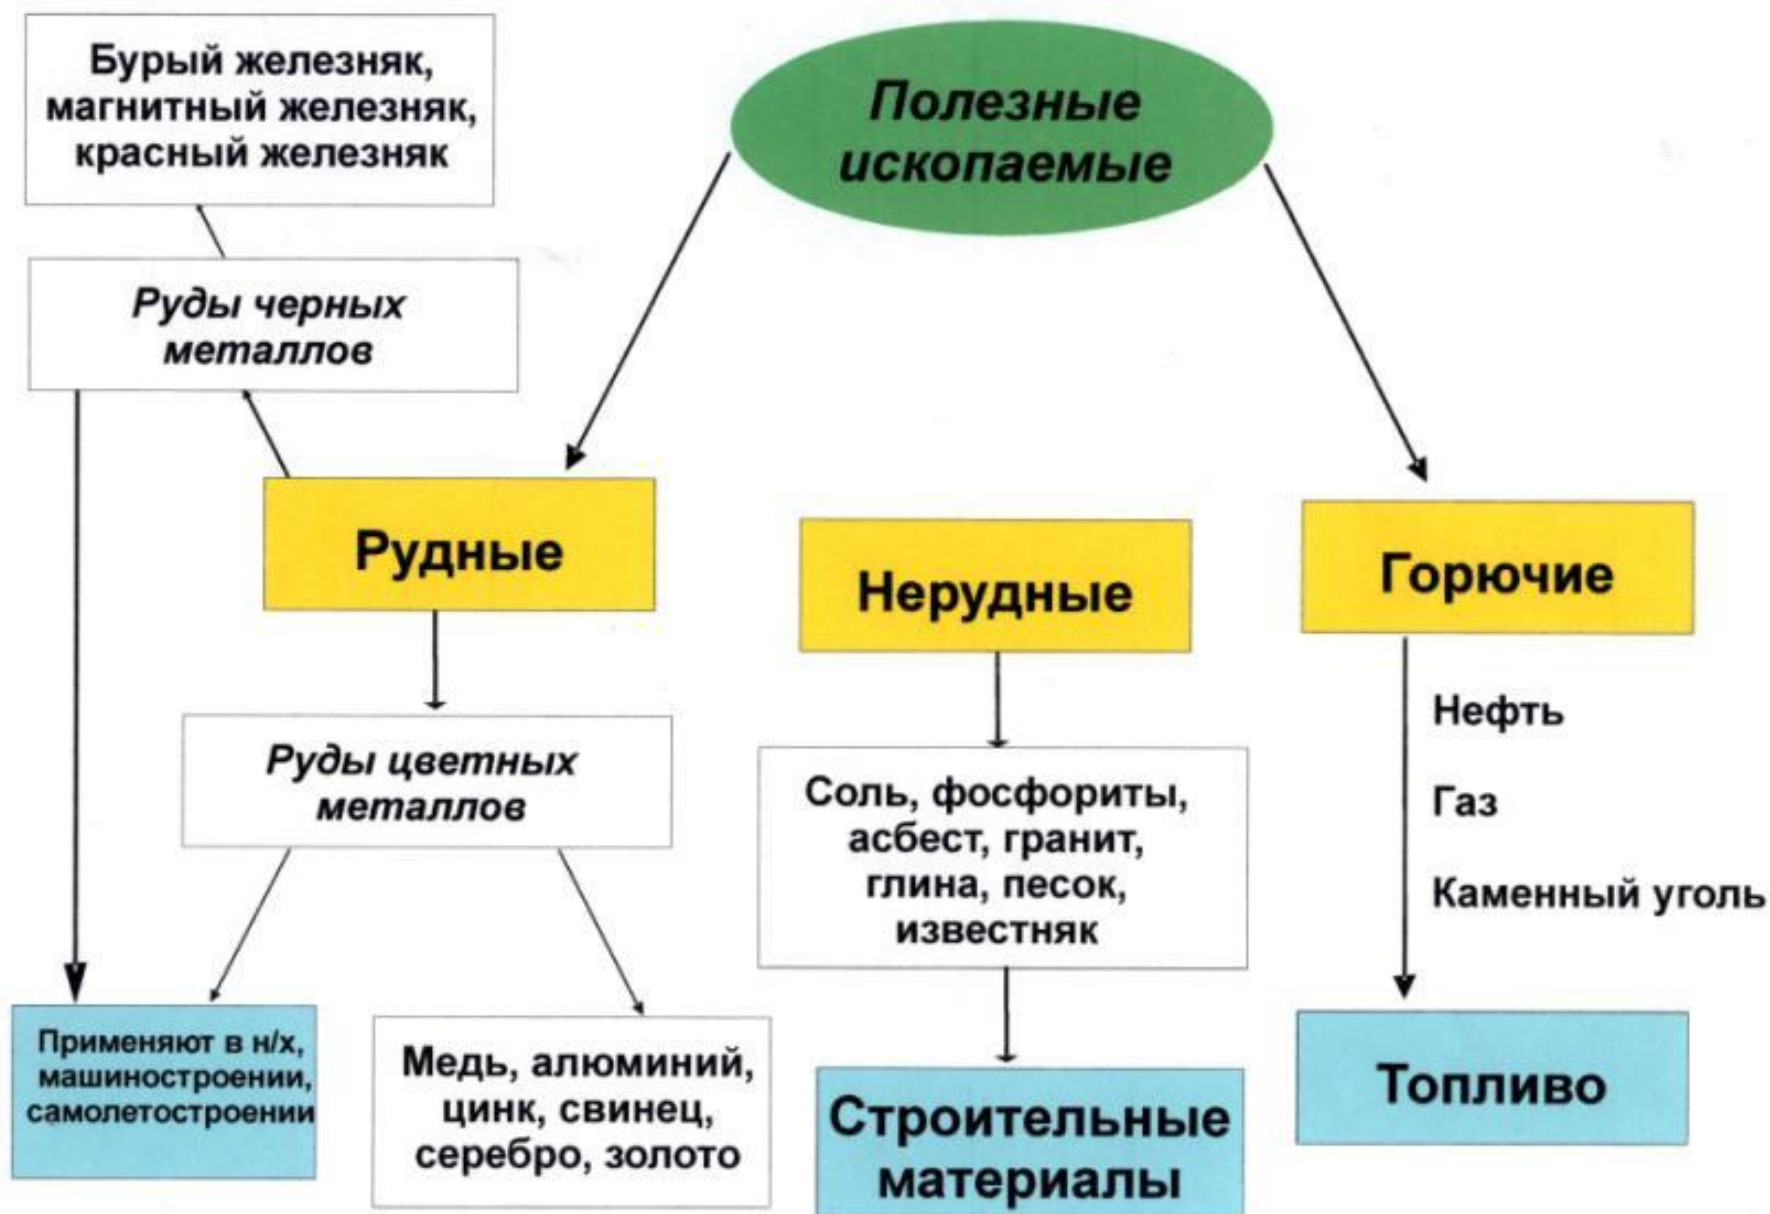 Бурый железняк,
магнитный железняк,
красный железняк
Полезные
ископаемые
Руды черных
металлов
Рудные
Нерудные
Горючие
Руды цветных
металлов
Соль, фосфориты,
асбест, гранит,
глина, песок,
известняк
Нефть
Газ
Каменный уголь
Применяют в н/х,
машиностроении,
самолетостроении
Медь, алюминий,
цинк, свинец,
серебро, золото
Строительные
материалы
Топливо